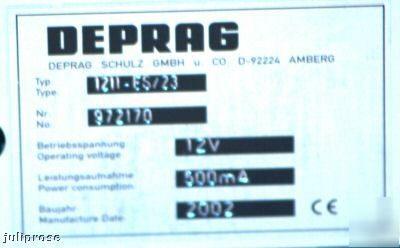 DEPRAG
DEPRAG SCHULZ GMBH u. CO D-92224 AMBERG
Typ 1211-ES/23
Type.
Nr. 972170
No.
Betriebsspannung 12V
Operating voltage
Leistungsaufnahme 500mA
Power consumption
Baujahr 2002 CE
Manufacture Date.
juliprose